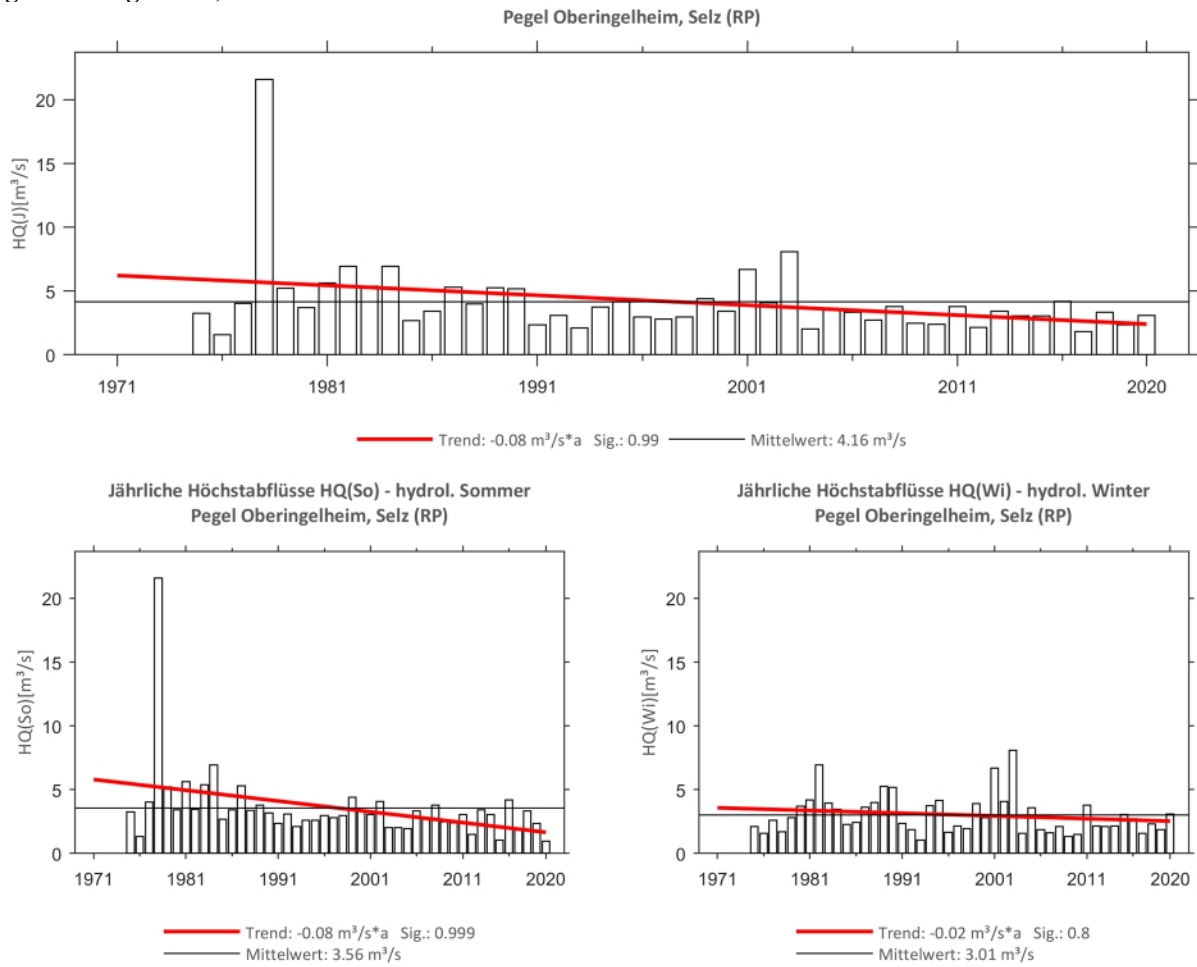 Pegel Oberingelheim, Selz (RP)
HQ(J)[m³/s]
20
15
10
5
0
1971 1981 1991 2001 2011 2020
Trend: -0.08 m³/s*a Sig.: 0.99 Mittelwert: 4.16 m³/s
Jährliche Höchstabflüsse HQ(So) - hydrol. Sommer
Pegel Oberingelheim, Selz (RP)
HQ(So)[m³/s]
20
15
10
5
0
1971 1981 1991 2001 2011 2020
Trend: -0.08 m³/s*a Sig.: 0.999
Mittelwert: 3.56 m³/s
Jährliche Höchstabflüsse HQ(Wi) - hydrol. Winter
Pegel Oberingelheim, Selz (RP)
HQ(Wi)[m³/s]
20
15
10
5
0
1971 1981 1991 2001 2011 2020
Trend: -0.02 m³/s*a Sig.: 0.8
Mittelwert: 3.01 m³/s